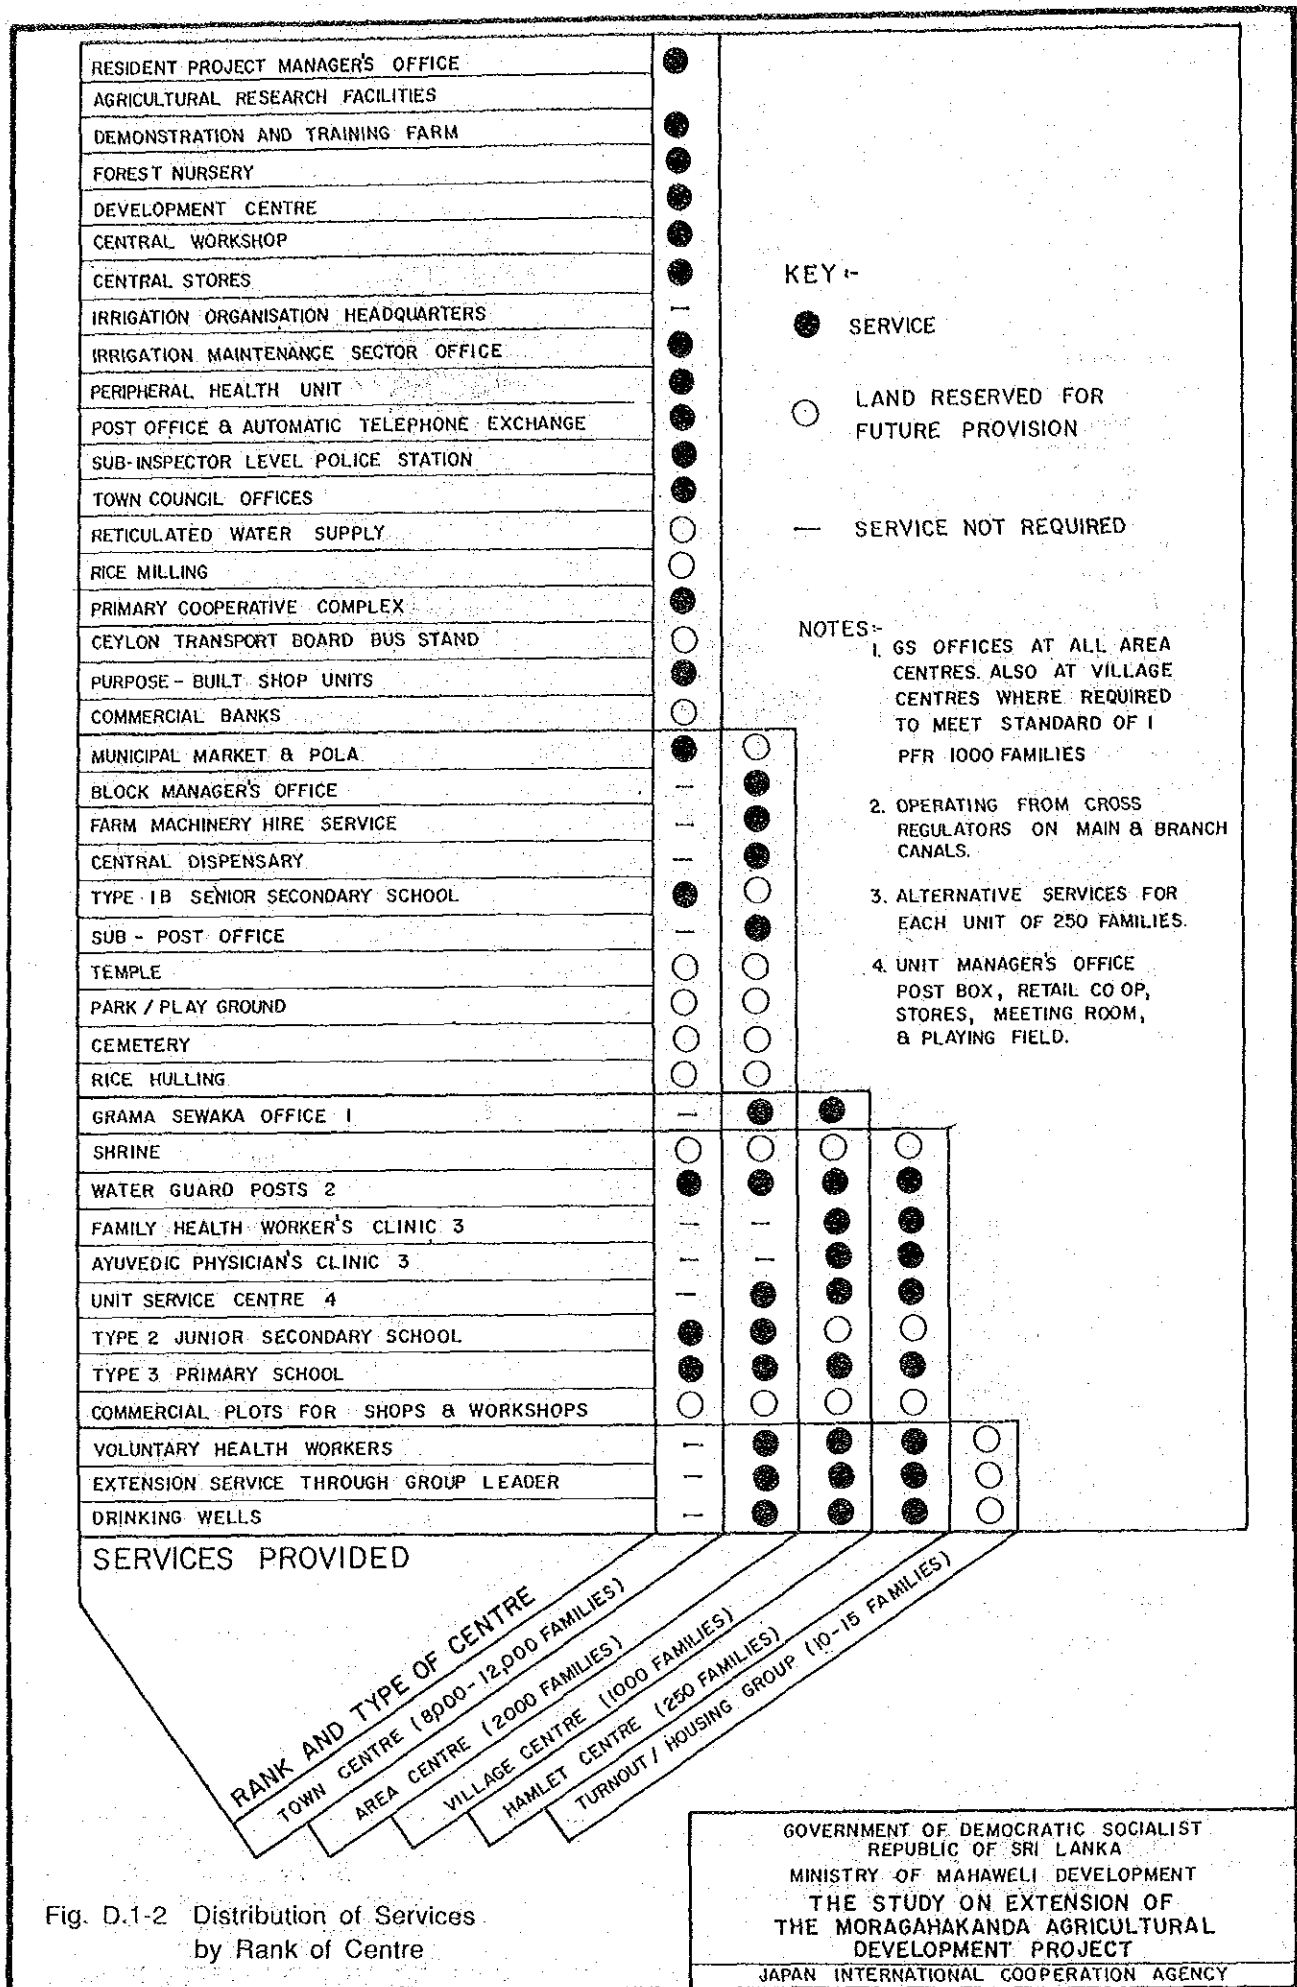 RESIDENT PROJECT MANAGER'S OFFICE
AGRICULTURAL RESEARCH FACILITIES
DEMONSTRATION AND TRAINING FARM
FOREST NURSERY
DEVELOPMENT CENTRE
CENTRAL WORKSHOP
CENTRAL STORES
IRRIGATION ORGANISATION HEADQUARTERS
IRRIGATION MAINTENANCE SECTOR OFFICE
PERIPHERAL HEALTH UNIT
POST OFFICE & AUTOMATIC TELEPHONE EXCHANGE
SUB-INSPECTOR LEVEL POLICE STATION
TOWN COUNCIL OFFICES
RETICULATED WATER SUPPLY
RICE MILLING
PRIMARY COOPERATIVE COMPLEX
CEYLON TRANSPORT BOARD BUS STAND
PURPOSE-BUILT SHOP UNITS
COMMERCIAL BANKS
MUNICIPAL MARKET & POLA
BLOCK MANAGER'S OFFICE
FARM MACHINERY HIRE SERVICE
CENTRAL DISPENSARY
TYPE 1B SENIOR SECONDARY SCHOOL
SUB - POST OFFICE
TEMPLE
PARK / PLAY GROUND
CEMETERY
RICE HULLING
GRAMA SEWAKA OFFICE 1
SHRINE
WATER GUARD POSTS 2
FAMILY HEALTH WORKER'S CLINIC 3
AYUVEDIC PHYSICIAN'S CLINIC 3
UNIT SERVICE CENTRE 4
TYPE 2 JUNIOR SECONDARY SCHOOL
TYPE 3 PRIMARY SCHOOL
COMMERCIAL PLOTS FOR SHOPS & WORKSHOPS
VOLUNTARY HEALTH WORKERS
EXTENSION SERVICE THROUGH GROUP LEADER
DRINKING WELLS
SERVICES PROVIDED
KEY:-
SERVICE
LAND RESERVED FOR
FUTURE PROVISION
— SERVICE NOT REQUIRED
NOTES:-
1. GS OFFICES AT ALL AREA
CENTRES. ALSO AT VILLAGE
CENTRES WHERE REQUIRED
TO MEET STANDARD OF 1
PFR 1000 FAMILIES
2. OPERATING FROM CROSS
REGULATORS ON MAIN & BRANCH
CANALS.
3. ALTERNATIVE SERVICES FOR
EACH UNIT OF 250 FAMILIES.
4. UNIT MANAGER'S OFFICE
POST BOX, RETAIL CO OP,
STORES, MEETING ROOM,
& PLAYING FIELD.
RANK AND TYPE OF CENTRE
TOWN CENTRE (8,000-12,000 FAMILIES)
AREA CENTRE (2000 FAMILIES)
VILLAGE CENTRE (1000 FAMILIES)
HAMLET CENTRE (250 FAMILIES)
TURNOUT / HOUSING GROUP (10-15 FAMILIES)
Fig. D.1-2 Distribution of Services
by Rank of Centre
GOVERNMENT OF DEMOCRATIC SOCIALIST
REPUBLIC OF SRI LANKA
MINISTRY OF MAHAWELI DEVELOPMENT
THE STUDY ON EXTENSION OF
THE MORAGAHAKANDA AGRICULTURAL
DEVELOPMENT PROJECT
JAPAN INTERNATIONAL COOPERATION AGENCY